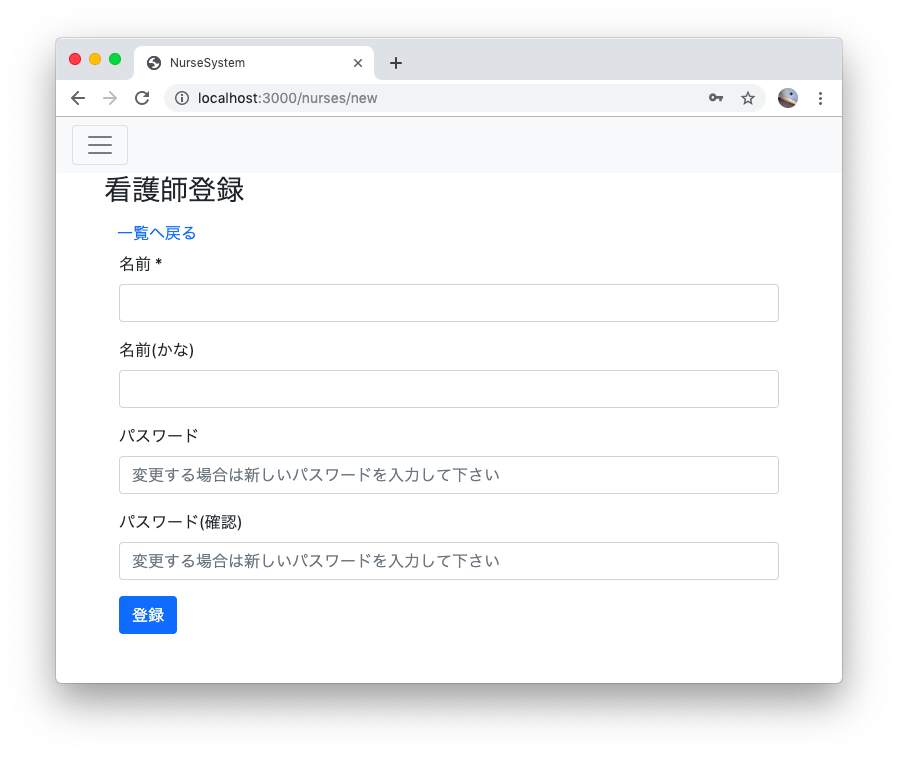 NurseSystem
localhost:3000/nurses/new
看護師登録
一覧へ戻る
名前 *
名前(かな)
パスワード
変更する場合は新しいパスワードを入力して下さい
パスワード(確認)
変更する場合は新しいパスワードを入力して下さい
登録